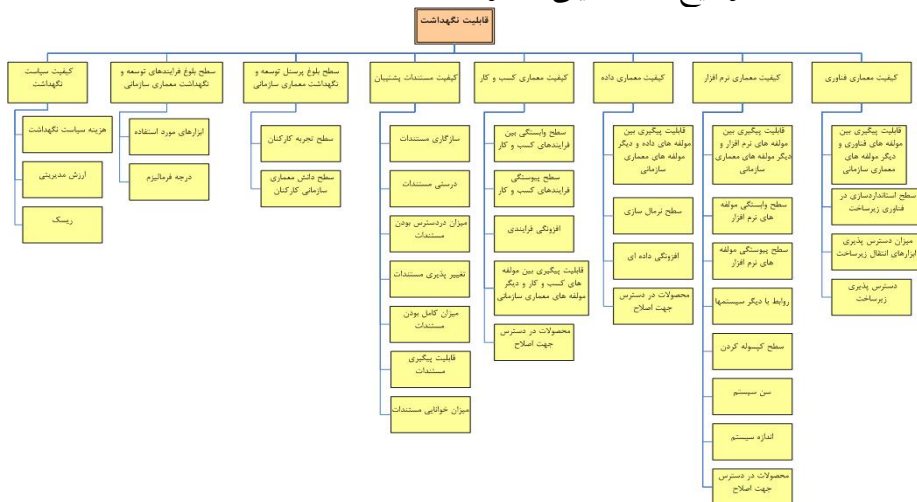 قابلیت نگهداشت
کیفیت معماری فناوری
قابلیت پیگیری بین
مولفه های فناوری و
دیگر مولفه های
معماری سازمانی
سطح استانداردسازی در
فناوری زیرساخت
میزان دسترس پذیری
ابزارهای انتقال زیرساخت
دسترس پذیری
زیرساخت
کیفیت معماری نرم افزار
قابلیت پیگیری بین
مولفه های نرم افزار و
دیگر مولفه های معماری
سازمانی
سطح وابستگی مولفه
های نرم افزار
سطح پیوستگی مولفه
های نرم افزار
روابط با دیگر سیستمها
سطح کپسوله کردن
سن سیستم
اندازه سیستم
محصولات در دسترس
جهت اصلاح
کیفیت معماری داده
قابلیت پیگیری بین
مولفه های داده و دیگر
مولفه های معماری
سازمانی
سطح نرمال سازی
افزونگی داده ای
محصولات در دسترس
جهت اصلاح
کیفیت معماری کسب و کار
سطح وابستگی بین
فرایندهای کسب و کار
سطح پیوستگی
فرایندهای کسب و کار
افزونگی فرایندی
قابلیت پیگیری بین مولفه
های کسب و کار و دیگر
مولفه های معماری سازمانی
محصولات در دسترس
جهت اصلاح
کیفیت مستندات پشتیبان
سازگاری مستندات
درستی مستندات
میزان دردسترس بودن
مستندات
تغییر پذیری مستندات
میزان کامل بودن
مستندات
قابلیت پیگیری
مستندات
میزان خوانایی مستندات
سطح بلوغ پرسنل توسعه و
نگهداشت معماری سازمانی
سطح تجربه کارکنان
سطح دانش معماری
سازمانی کارکنان
سطح بلوغ فرایندهای توسعه و
نگهداشت معماری سازمانی
ابزارهای مورد استفاده
درجه فرمالیزم
کیفیت سیاست
نگهداشت
هزینه سیاست نگهداشت
ارزش مدیریتی
ریسک